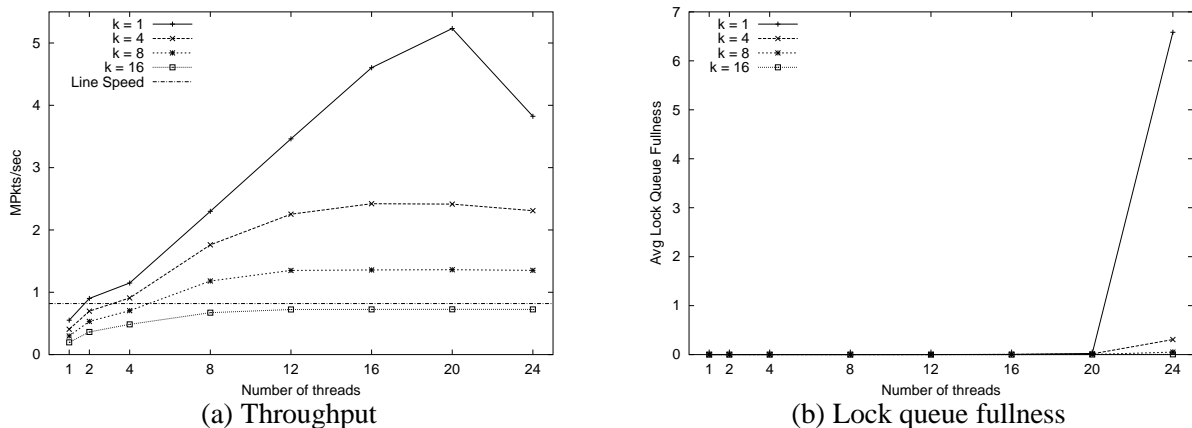 k = 1
k = 4
k = 8
k = 16
Line Speed
MPkts/sec
5
4
3
2
1
0
1 2 4 8 12 16 20 24
Number of threads
(a) Throughput
k = 1
k = 4
k = 8
k = 16
Avg Lock Queue Fullness
7
6
5
4
3
2
1
0
1 2 4 8 12 16 20 24
Number of threads
(b) Lock queue fullness